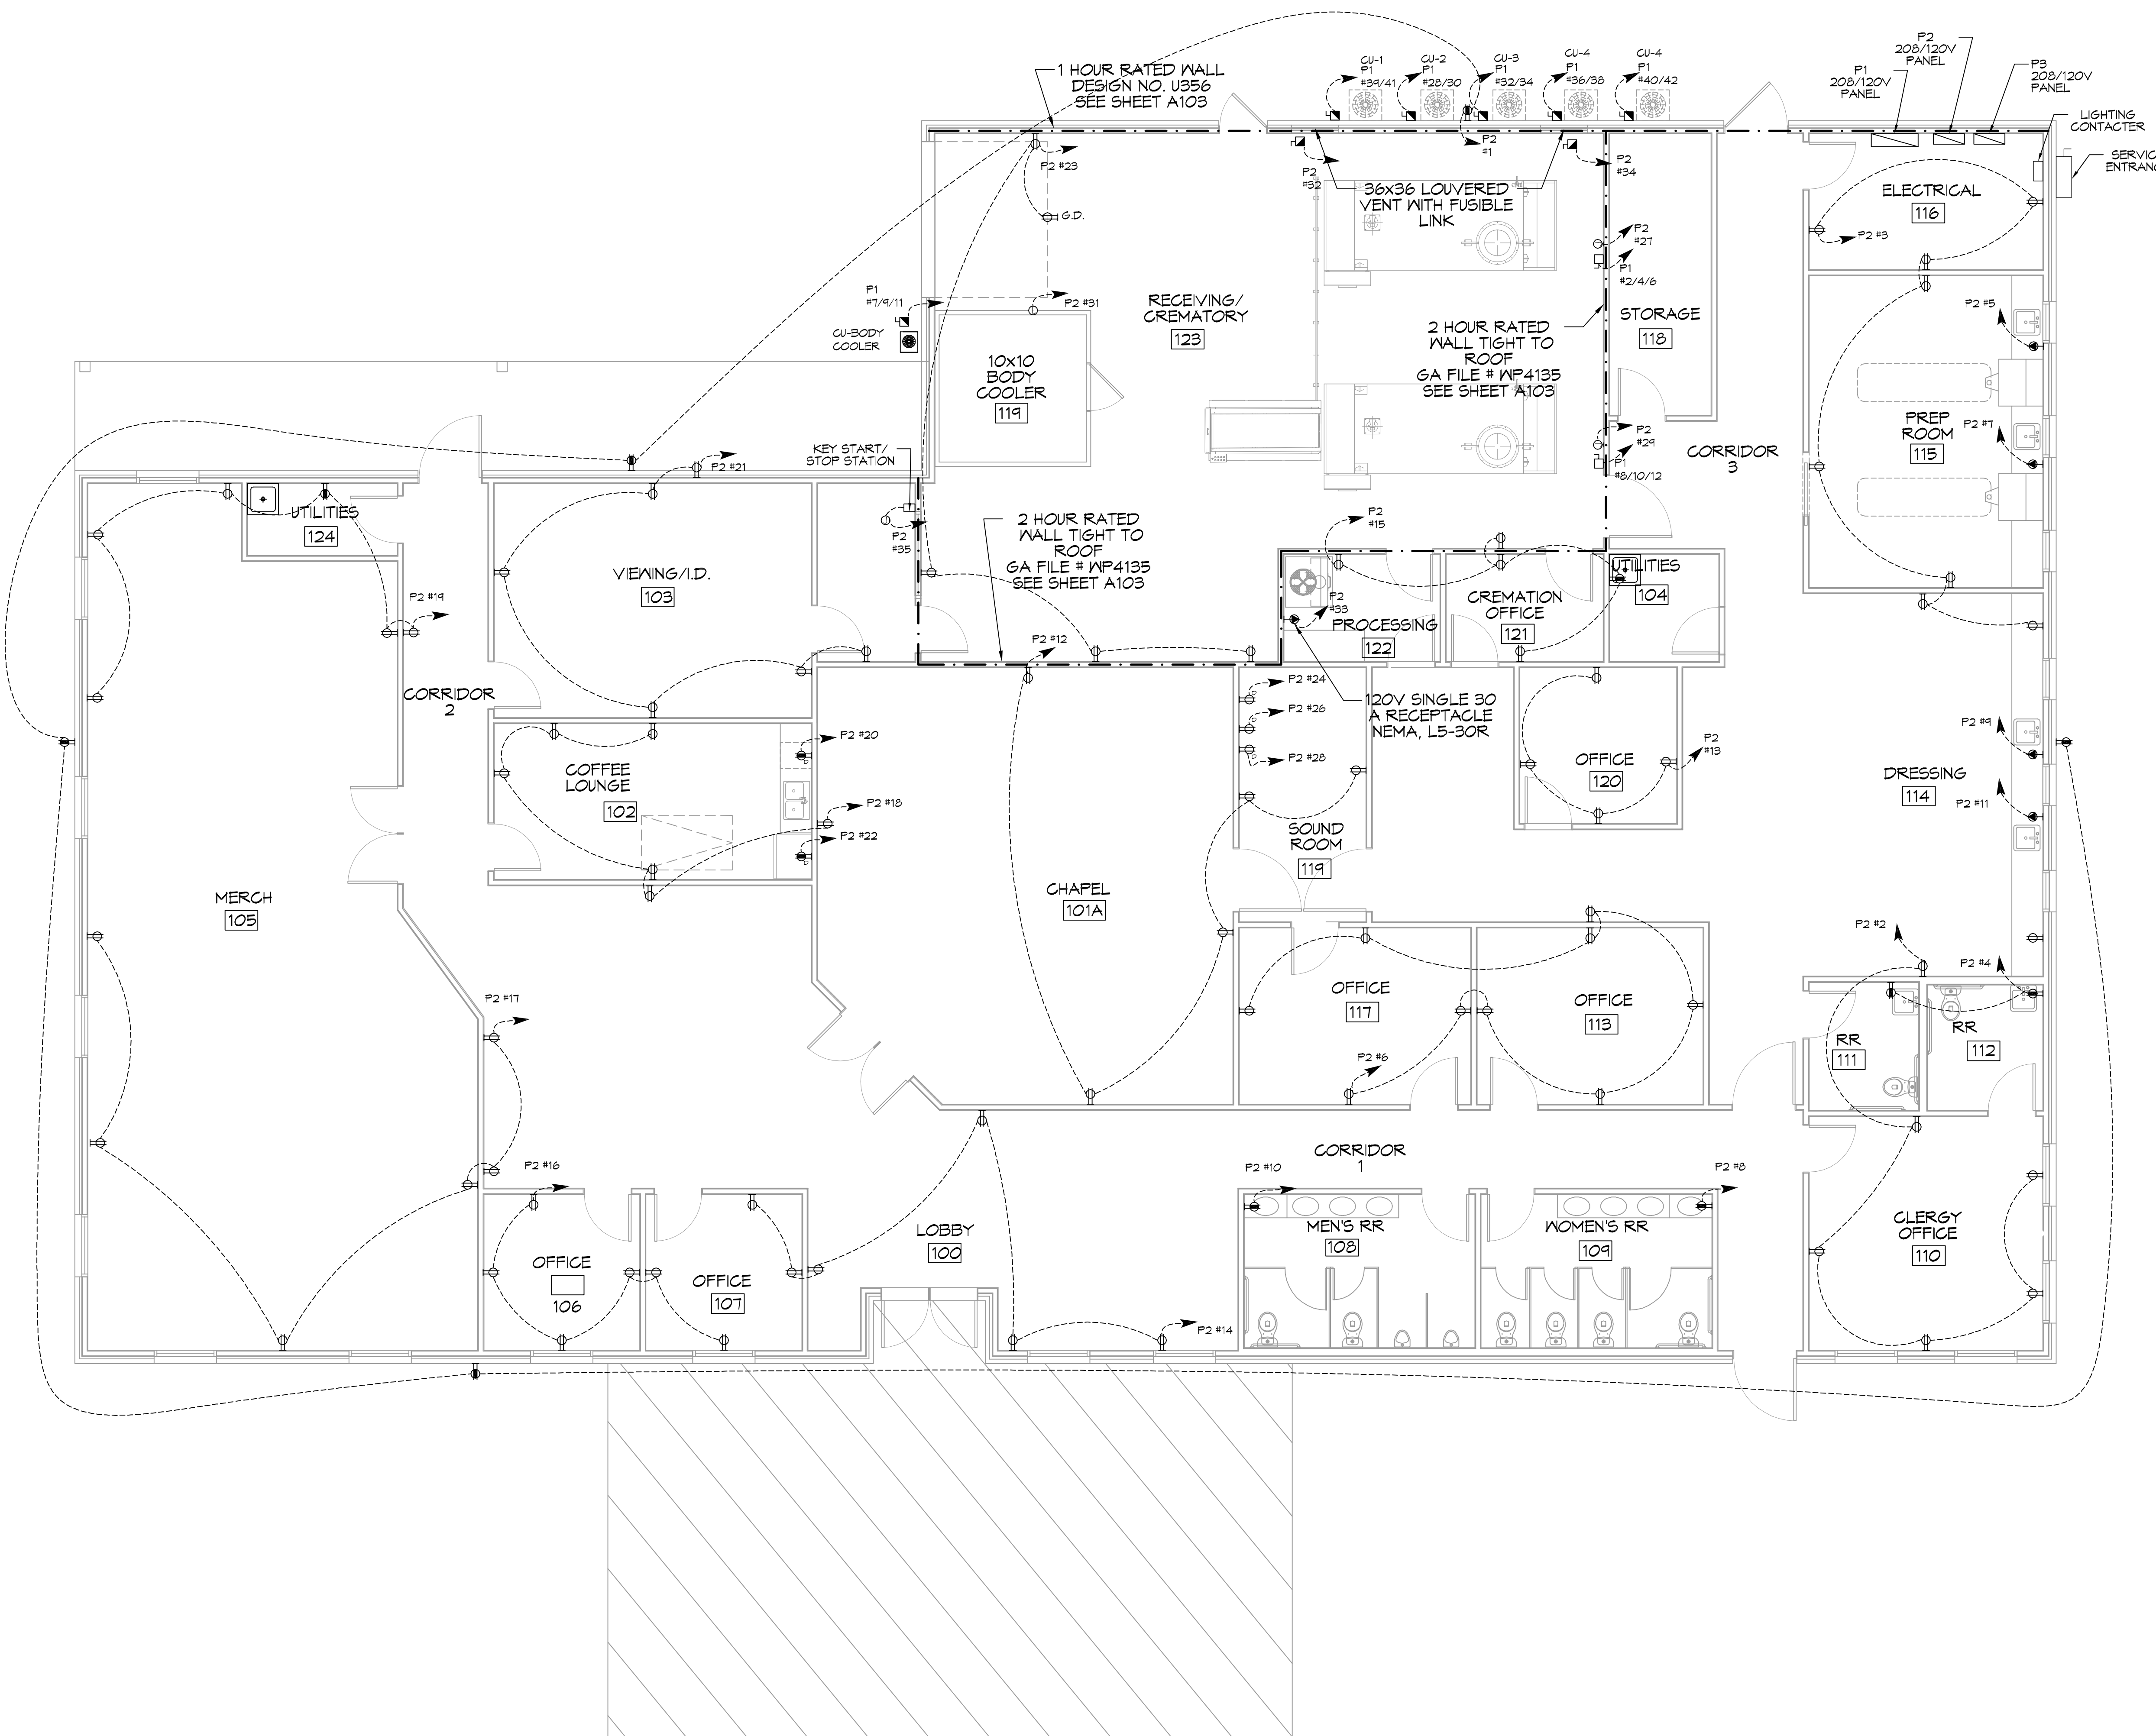 1 HOUR RATED WALL
DESIGN NO. U356
SEE SHEET A103
CU-1
P1
#39/41
CU-2
P1
#28/30
CU-3
P1
#32/34
CU-4
P1
#36/38
CU-4
P1
#40/42
P1
208/120V
PANEL
P2
208/120V
PANEL
P3
208/120V
PANEL
LIGHTING
CONTACTER
SERVIC
ENTRANC
P2 #23
P2
#32
P2
#1
P2
#34
36x36 LOUVERED
VENT WITH FUSIBLE
LINK
G.D.
ELECTRICAL
116
P2 #3
P2
#27
P1
#2/4/6
P1
#7/9/11
P2 #31
CU-BODY
COOLER
RECEIVING/
CREMATORY
123
2 HOUR RATED
WALL TIGHT TO
ROOF
GA FILE # WP4135
SEE SHEET A103
STORAGE
118
P2 #5
10x10
BODY
COOLER
119
PREP
ROOM
115
P2 #7
P2
#29
P1
#8/10/12
CORRIDOR
3
KEY START/
STOP STATION
P2 #21
UTILITIES
124
P2
#35
2 HOUR RATED
WALL TIGHT TO
ROOF
GA FILE # WP4135
SEE SHEET A103
P2
#15
VIEWING/I.D.
103
P2 #19
UTILITIES
104
CREMATION
OFFICE
121
P2
#33
PROCESSING
122
P2 #12
CORRIDOR
2
P2 #24
P2 #26
P2 #28
120V SINGLE 30
A RECEPTACLE
NEMA, L5-30R
P2 #20
P2 #18
P2 #22
COFFEE
LOUNGE
102
OFFICE
120
P2
#13
P2 #9
DRESSING
114
P2 #11
SOUND
ROOM
119
MERCH
105
CHAPEL
101A
P2 #2
P2 #4
OFFICE
117
OFFICE
113
P2 #17
RR
111
RR
112
P2 #6
CORRIDOR
1
P2 #16
P2 #10
P2 #8
OFFICE
106
OFFICE
107
LOBBY
100
MEN'S RR
108
WOMEN'S RR
109
CLERGY
OFFICE
110
P2 #14